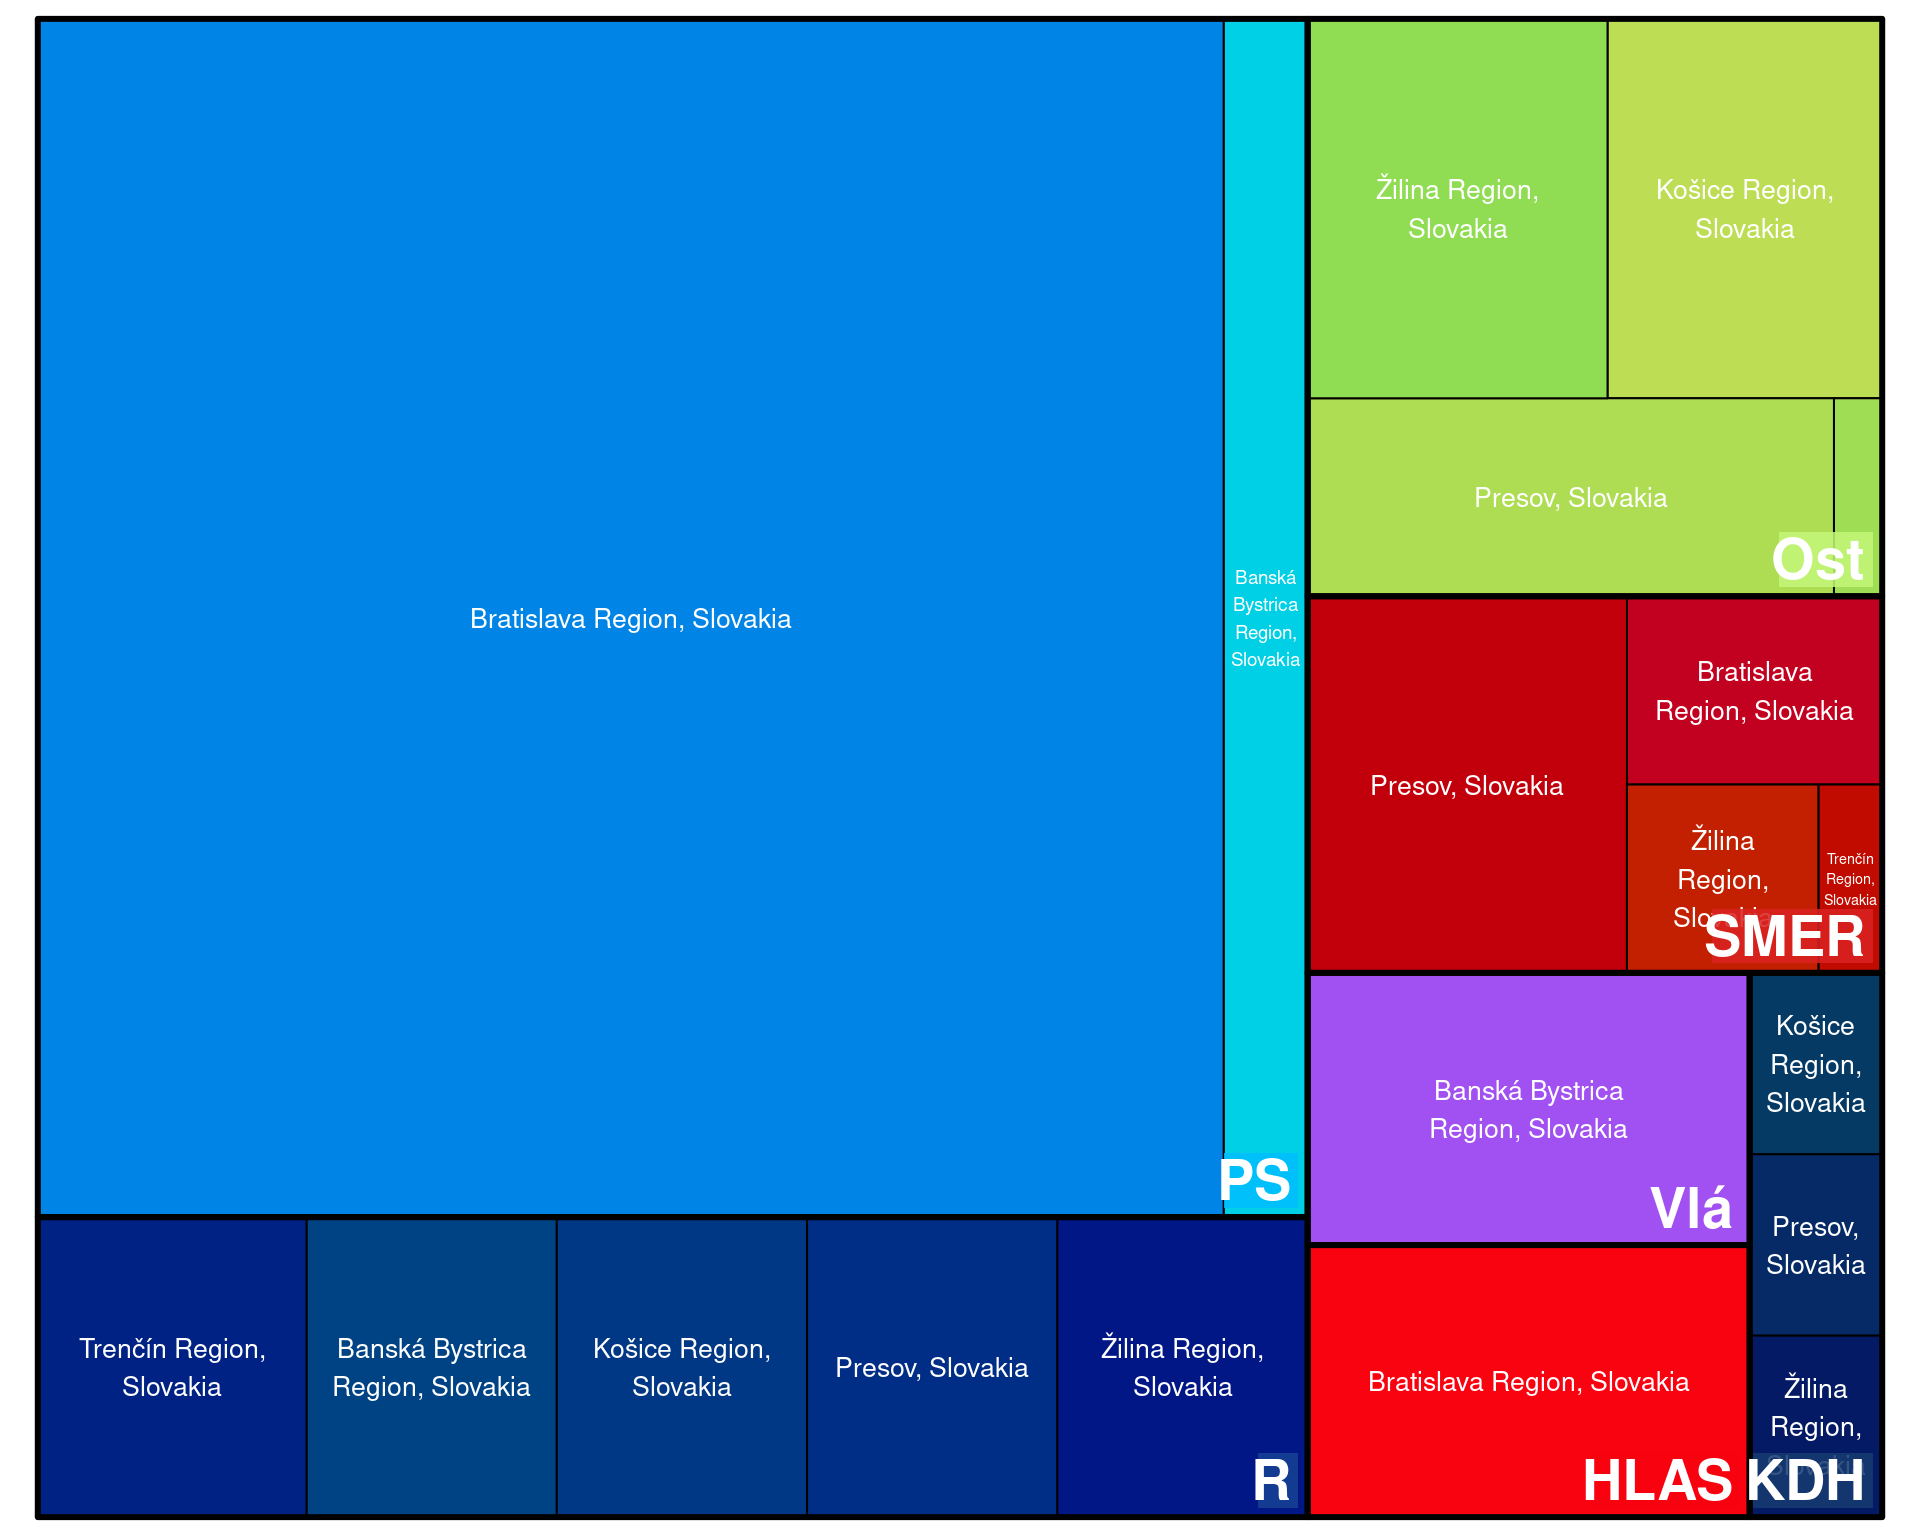 Bratislava Region, Slovakia
Banská
Bystrica
Region,
Slovakia
PS
Trenčín Region,
Slovakia
Banská Bystrica
Region, Slovakia
Košice Region,
Slovakia
Presov, Slovakia
Žilina Region,
Slovakia
R
Žilina Region,
Slovakia
Košice Region,
Slovakia
Presov, Slovakia
Ost
Presov, Slovakia
Bratislava
Region, Slovakia
Žilina
Region,
Slovakia
Trenčín
Region,
Slovakia
SMER
Banská Bystrica
Region, Slovakia
Vlá
Bratislava Region, Slovakia
HLAS
Košice
Region,
Slovakia
Presov,
Slovakia
Žilina
Region,
Slovakia
KDH